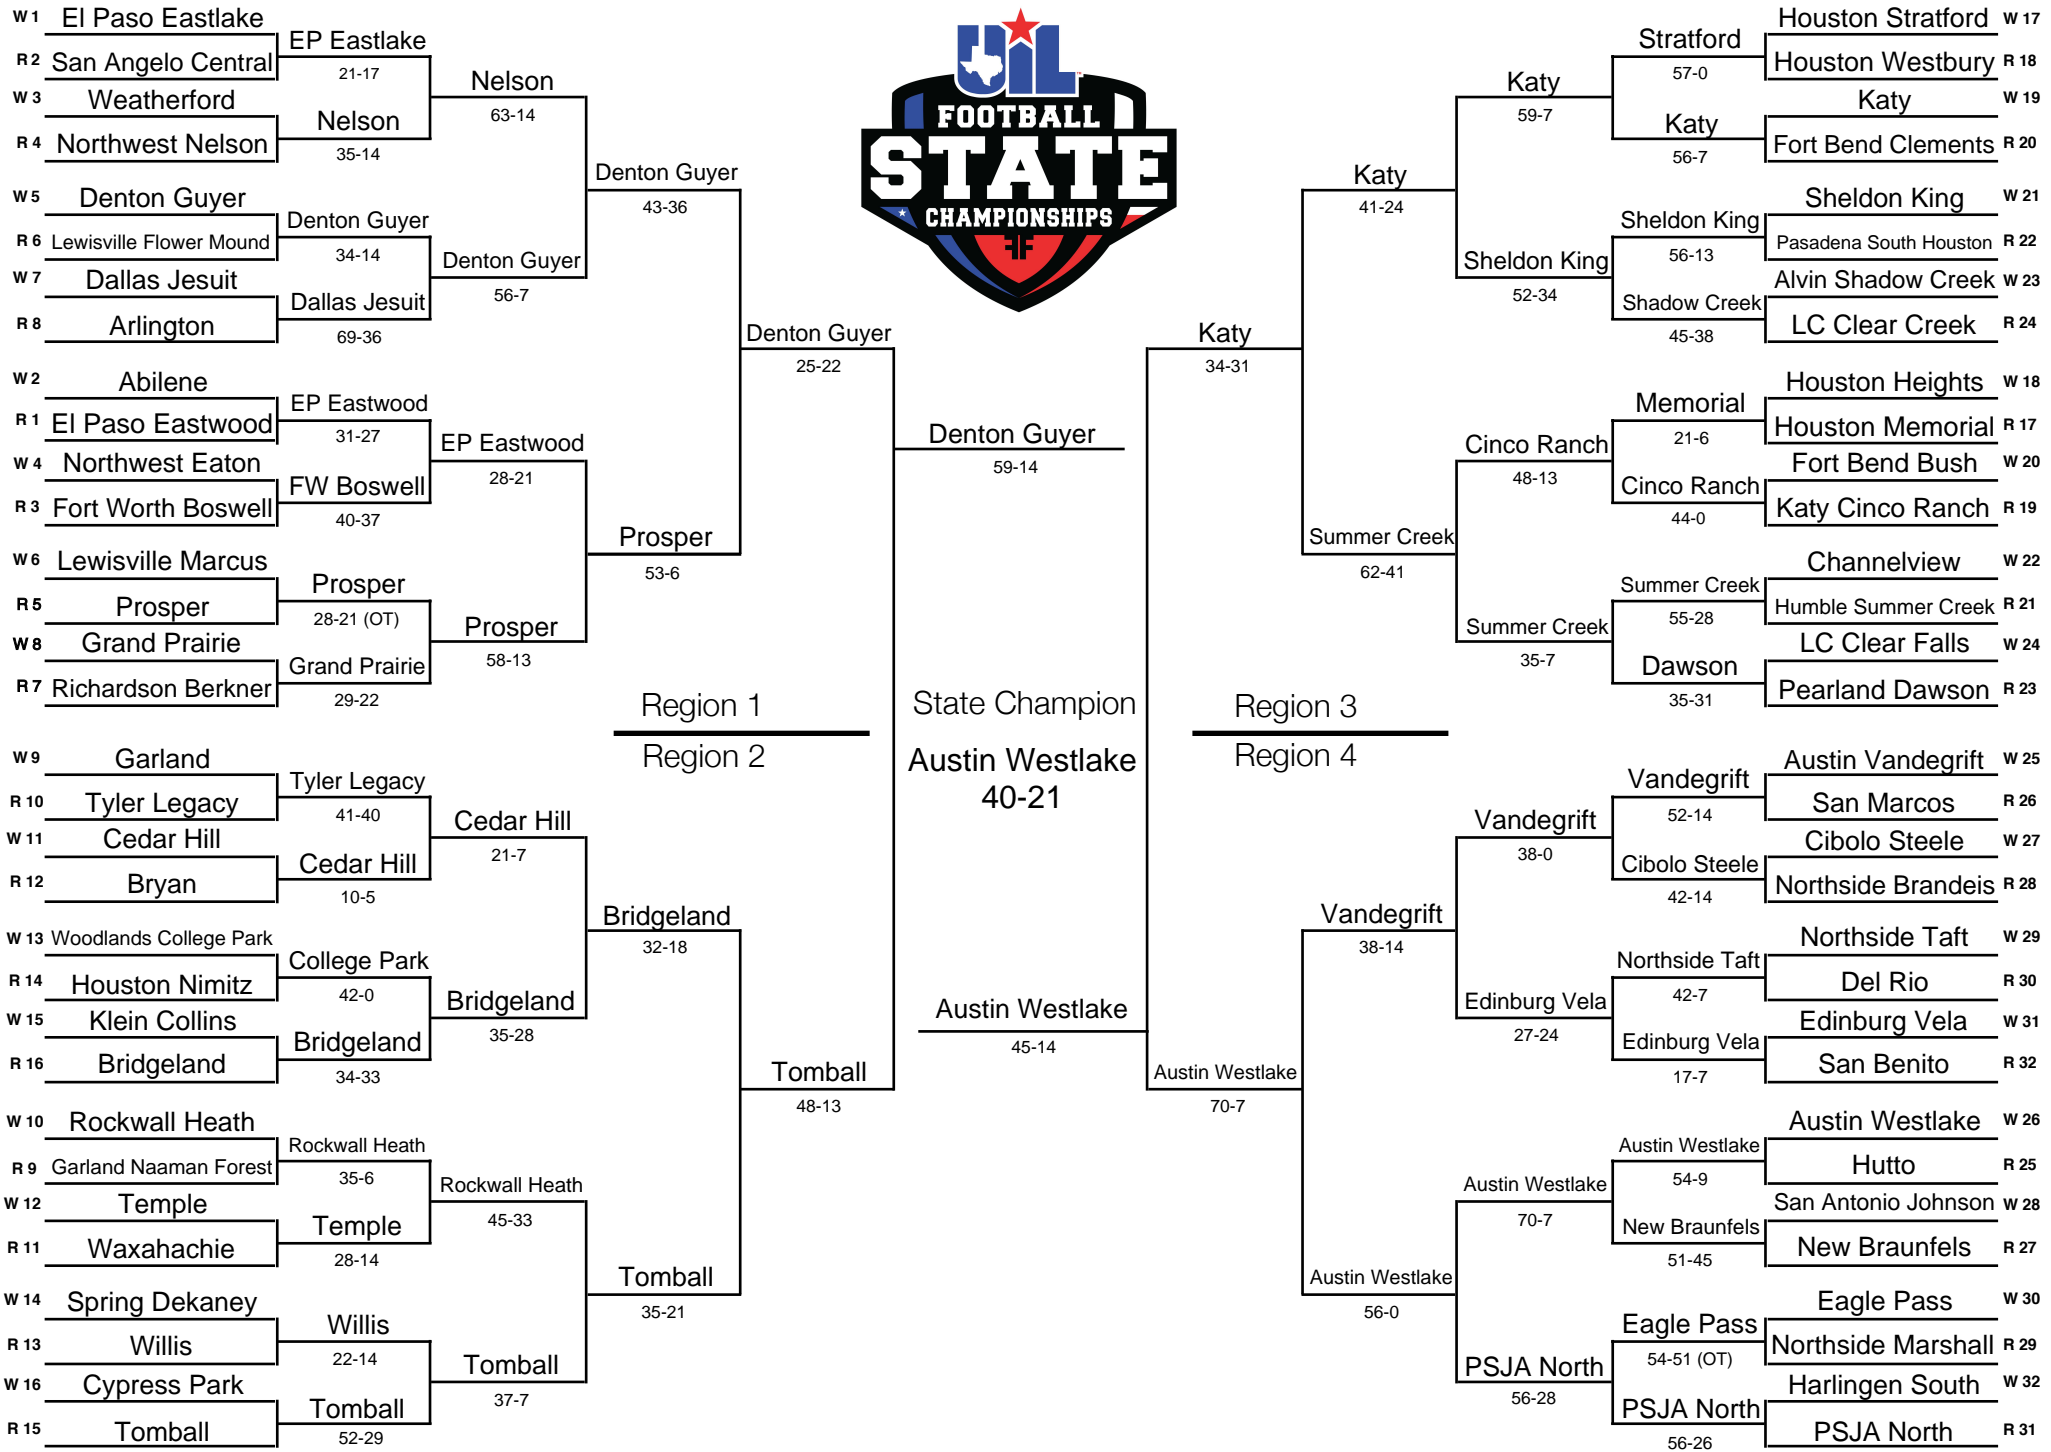 W 1 El Paso Eastlake
R 2 San Angelo Central
W 3 Weatherford
R 4 Northwest Nelson
W 5 Denton Guyer
R 6 Lewisville Flower Mound
W 7 Dallas Jesuit
R 8 Arlington
W 2 Abilene
R 1 El Paso Eastwood
W 4 Northwest Eaton
R 3 Fort Worth Boswell
W 6 Lewisville Marcus
R 5 Prosper
W 8 Grand Prairie
R 7 Richardson Berkner
W 9 Garland
R 10 Tyler Legacy
W 11 Cedar Hill
R 12 Bryan
W 13 Woodlands College Park
R 14 Houston Nimitz
W 15 Klein Collins
R 16 Bridgeland
W 10 Rockwall Heath
R 9 Garland Naaman Forest
W 12 Temple
R 11 Waxahachie
W 14 Spring Dekaney
R 13 Willis
W 16 Cypress Park
R 15 Tomball
EP Eastlake
21-17
Nelson
35-14
Denton Guyer
34-14
Dallas Jesuit
69-36
EP Eastwood
31-27
FW Boswell
40-37
Prosper
28-21 (OT)
Grand Prairie
29-22
Tyler Legacy
41-40
Cedar Hill
10-5
College Park
42-0
Bridgeland
34-33
Rockwall Heath
35-6
Temple
28-14
Willis
22-14
Tomball
52-29
Nelson
63-14
Denton Guyer
56-7
EP Eastwood
28-21
Prosper
58-13
Cedar Hill
21-7
Bridgeland
35-28
Rockwall Heath
45-33
Tomball
37-7
Denton Guyer
43-36
Prosper
53-6
Bridgeland
32-18
Tomball
35-21
Denton Guyer
25-22
Tomball
48-13
Region 1
Region 2
UIL
FOOTBALL
STATE
CHAMPIONSHIPS
Denton Guyer
59-14
State Champion
Austin Westlake
40-21
Austin Westlake
45-14
Region 3
Region 4
Katy
34-31
Austin Westlake
70-7
Katy
41-24
Summer Creek
62-41
Vandegrift
38-14
Austin Westlake
56-0
Katy
59-7
Sheldon King
52-34
Cinco Ranch
48-13
Summer Creek
35-7
Vandegrift
38-0
Edinburg Vela
27-24
Austin Westlake
70-7
PSJA North
56-28
Stratford
57-0
Katy
56-7
Sheldon King
56-13
Shadow Creek
45-38
Memorial
21-6
Cinco Ranch
44-0
Summer Creek
55-28
Dawson
35-31
Vandegrift
52-14
Cibolo Steele
42-14
Northside Taft
42-7
Edinburg Vela
17-7
Austin Westlake
54-9
New Braunfels
51-45
Eagle Pass
54-51 (OT)
PSJA North
56-26
Houston Stratford W 17
Houston Westbury R 18
Katy W 19
Fort Bend Clements R 20
Sheldon King W 21
Pasadena South Houston R 22
Alvin Shadow Creek W 23
LC Clear Creek R 24
Houston Heights W 18
Houston Memorial R 17
Fort Bend Bush W 20
Katy Cinco Ranch R 19
Channelview W 22
Humble Summer Creek R 21
LC Clear Falls W 24
Pearland Dawson R 23
Austin Vandegrift W 25
San Marcos R 26
Cibolo Steele W 27
Northside Brandeis R 28
Northside Taft W 29
Del Rio R 30
Edinburg Vela W 31
San Benito R 32
Austin Westlake W 26
Hutto R 25
San Antonio Johnson W 28
New Braunfels R 27
Eagle Pass W 30
Northside Marshall R 29
Harlingen South W 32
PSJA North R 31